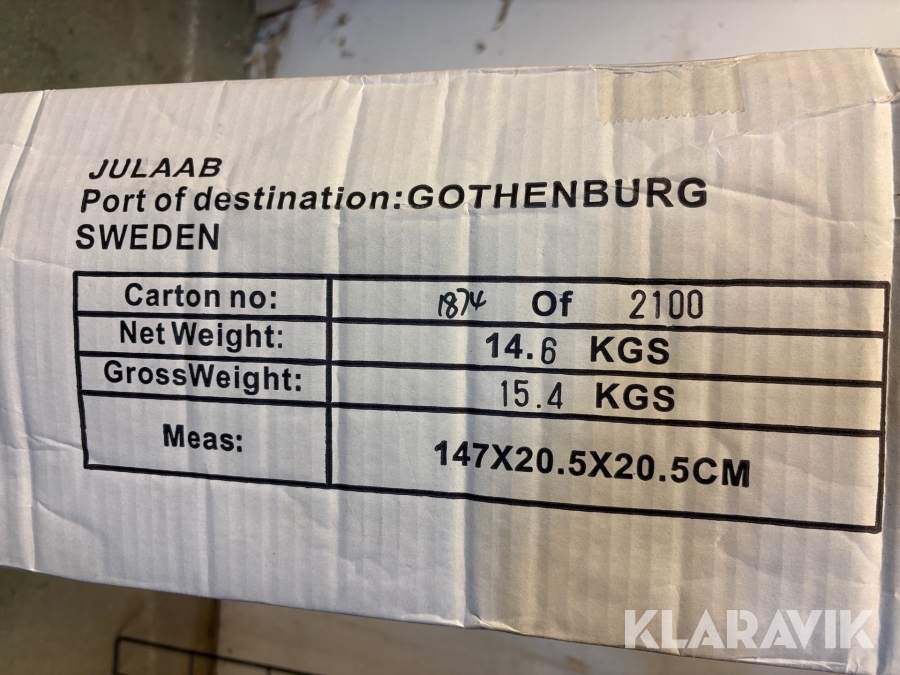 JULAAB
Port of destination:GOTHENBURG
SWEDEN
Carton no: 1874 Of 2100
Net Weight: 14.6 KGS
GrossWeight: 15.4 KGS
Meas: 147X20.5X20.5CM
KLARAVIK